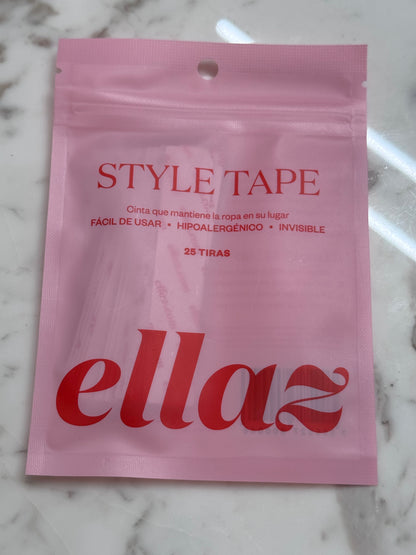 STYLE TAPE
Cinta que mantiene la ropa en su lugar
FÁCIL DE USAR • HIPOALERGÉNICO • INVISIBLE
25 TIRAS
ellaz